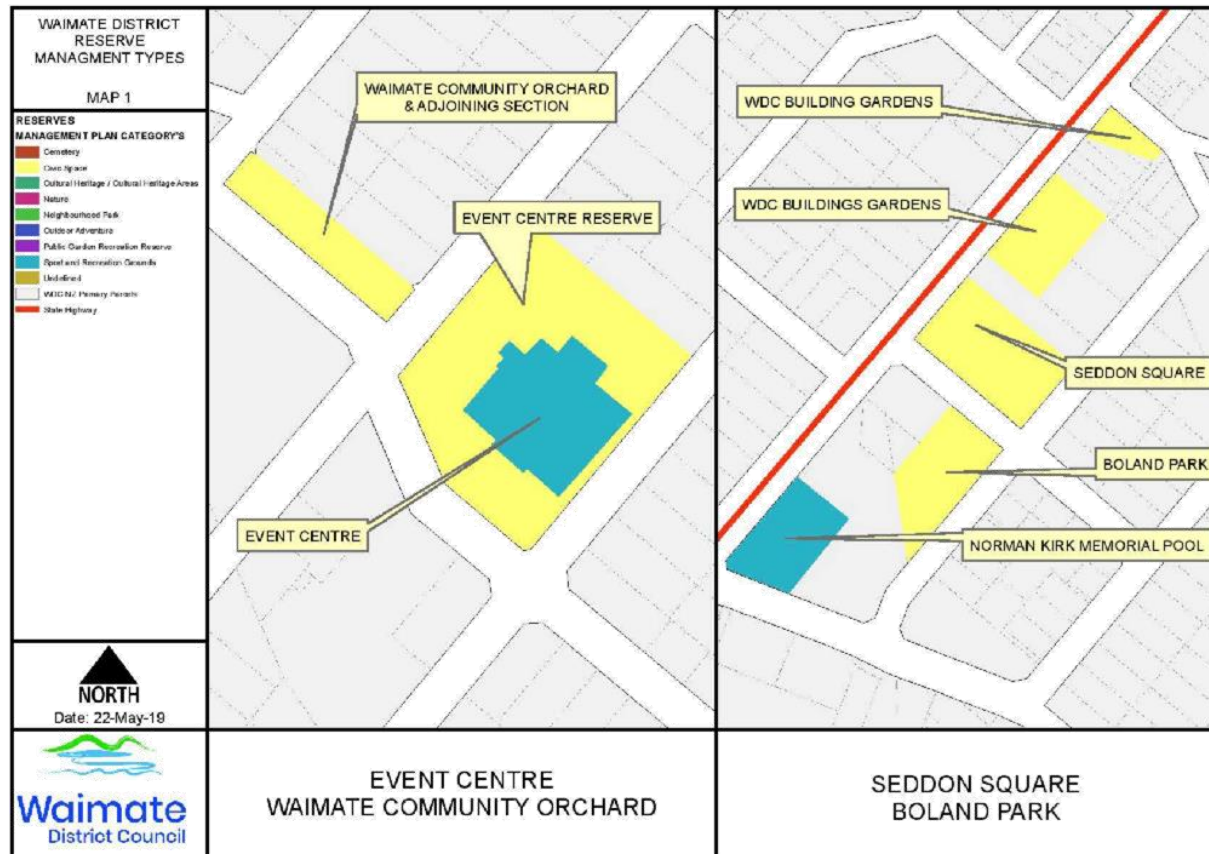 WAIMATE DISTRICT
RESERVE
MANAGMENT TYPES
MAP 1
RESERVES
MANAGEMENT PLAN CATEGORY'S
Cemetery
Civic Space
Cultural Heritage / Cultural Heritage Areas
Nature
Neighbourhood Park
Outdoor Adventure
Public Garden Recreation Reserve
Sport and Recreation Grounds
Undefined
WDC NZ Primary Parcels
State Highway
NORTH
Date: 22-May-19
Waimate
District Council
WAIMATE COMMUNITY ORCHARD
& ADJOINING SECTION
EVENT CENTRE RESERVE
EVENT CENTRE
EVENT CENTRE
WAIMATE COMMUNITY ORCHARD
WDC BUILDING GARDENS
WDC BUILDINGS GARDENS
SEDDON SQUARE
BOLAND PARK
NORMAN KIRK MEMORIAL POOL
SEDDON SQUARE
BOLAND PARK